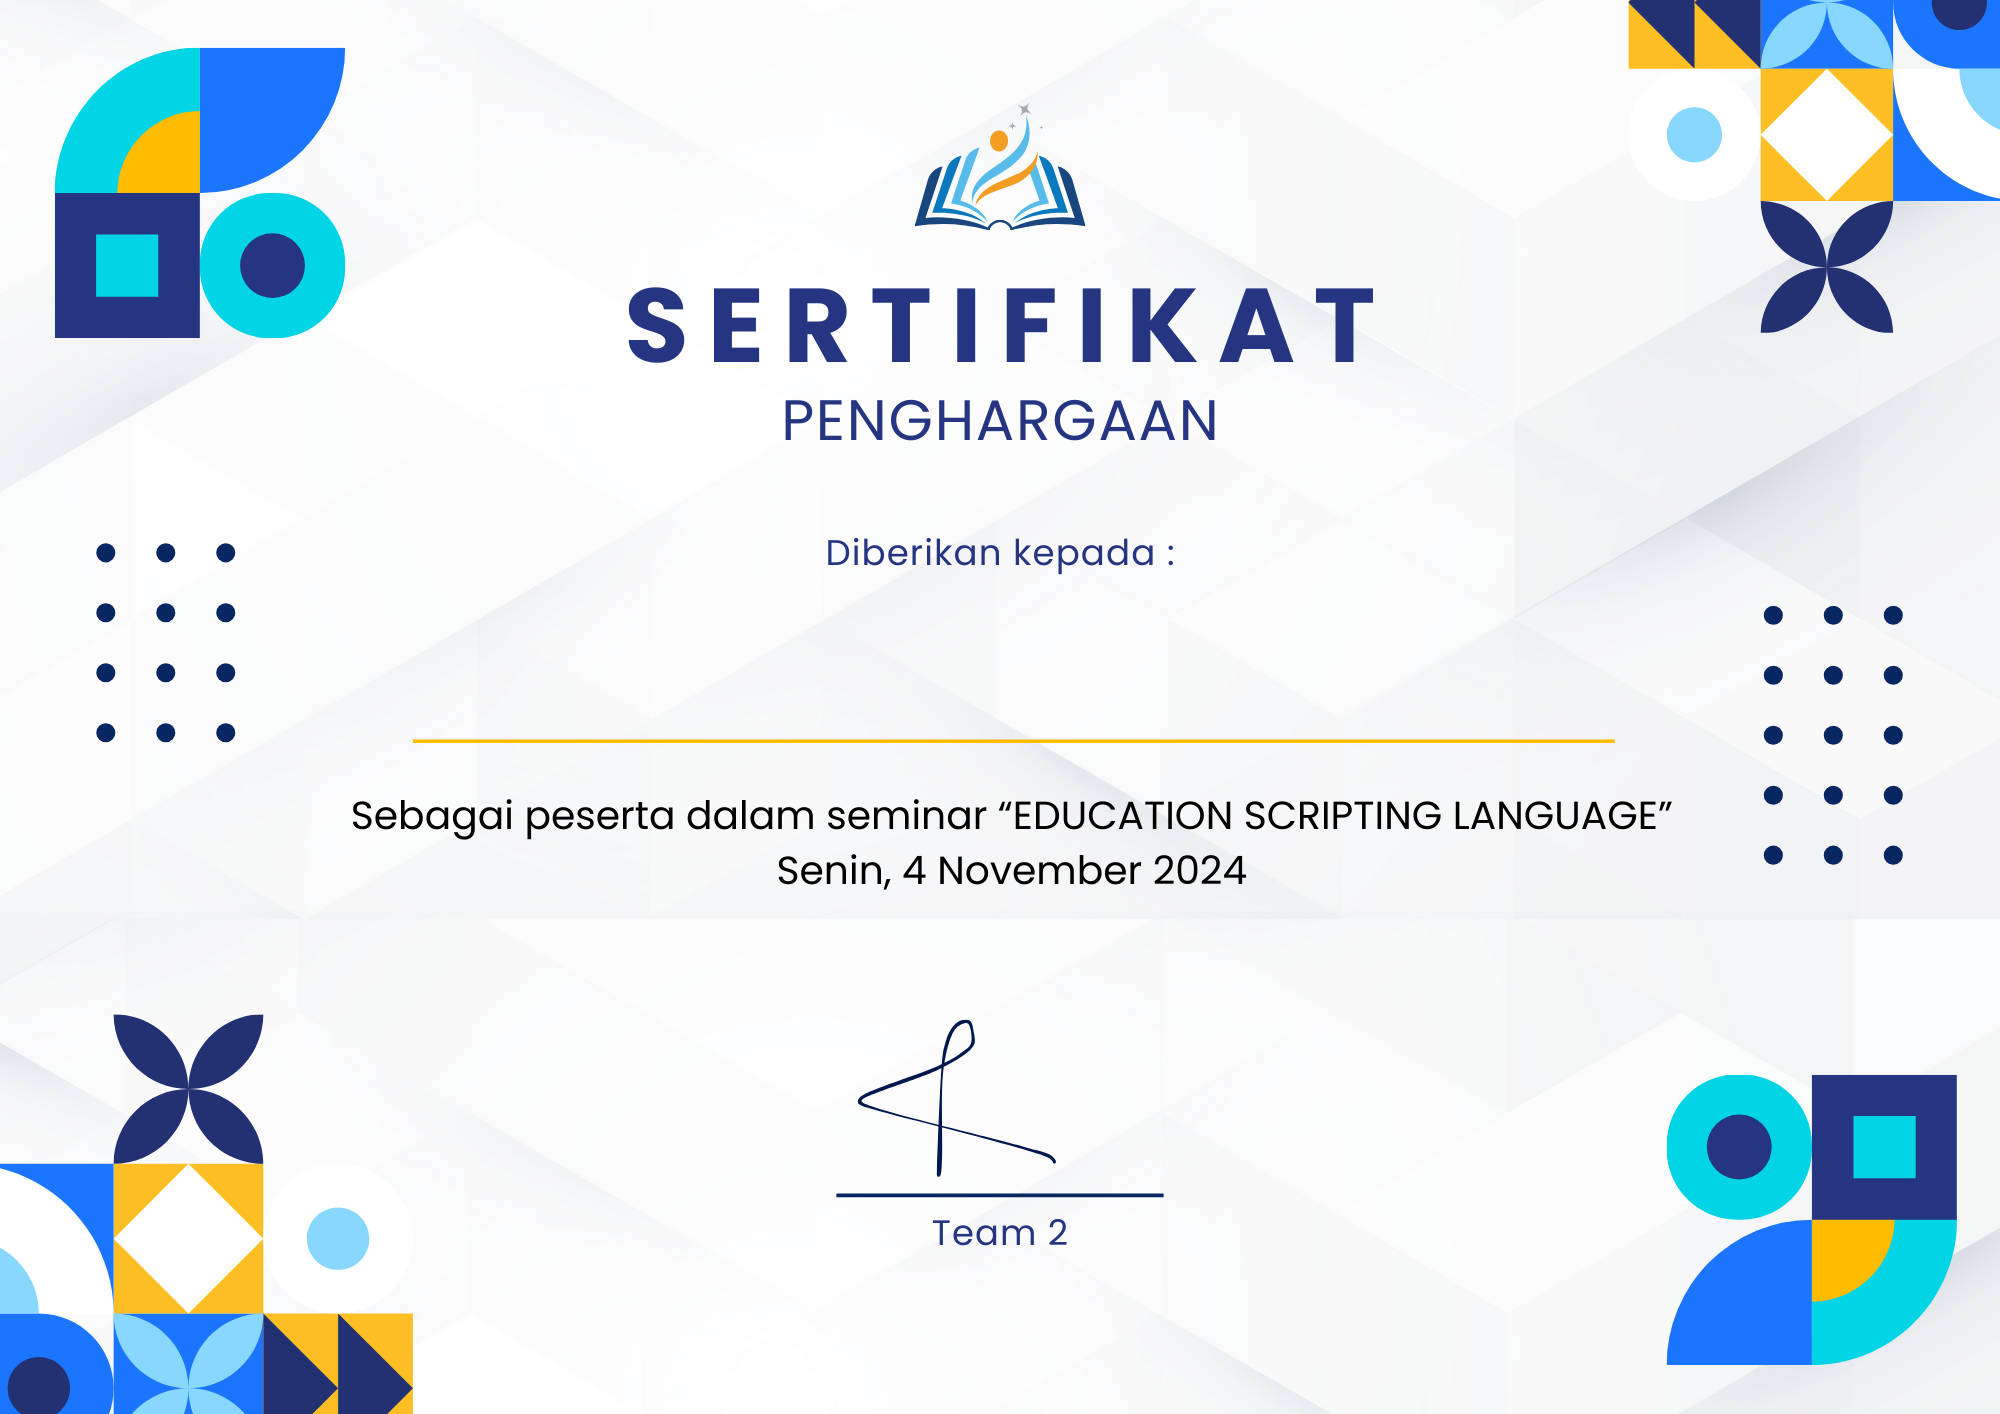 SERTIFIKAT
PENGHARGAAN
Diberikan kepada :
Sebagai peserta dalam seminar “EDUCATION SCRIPTING LANGUAGE”
Senin, 4 November 2024
Team 2